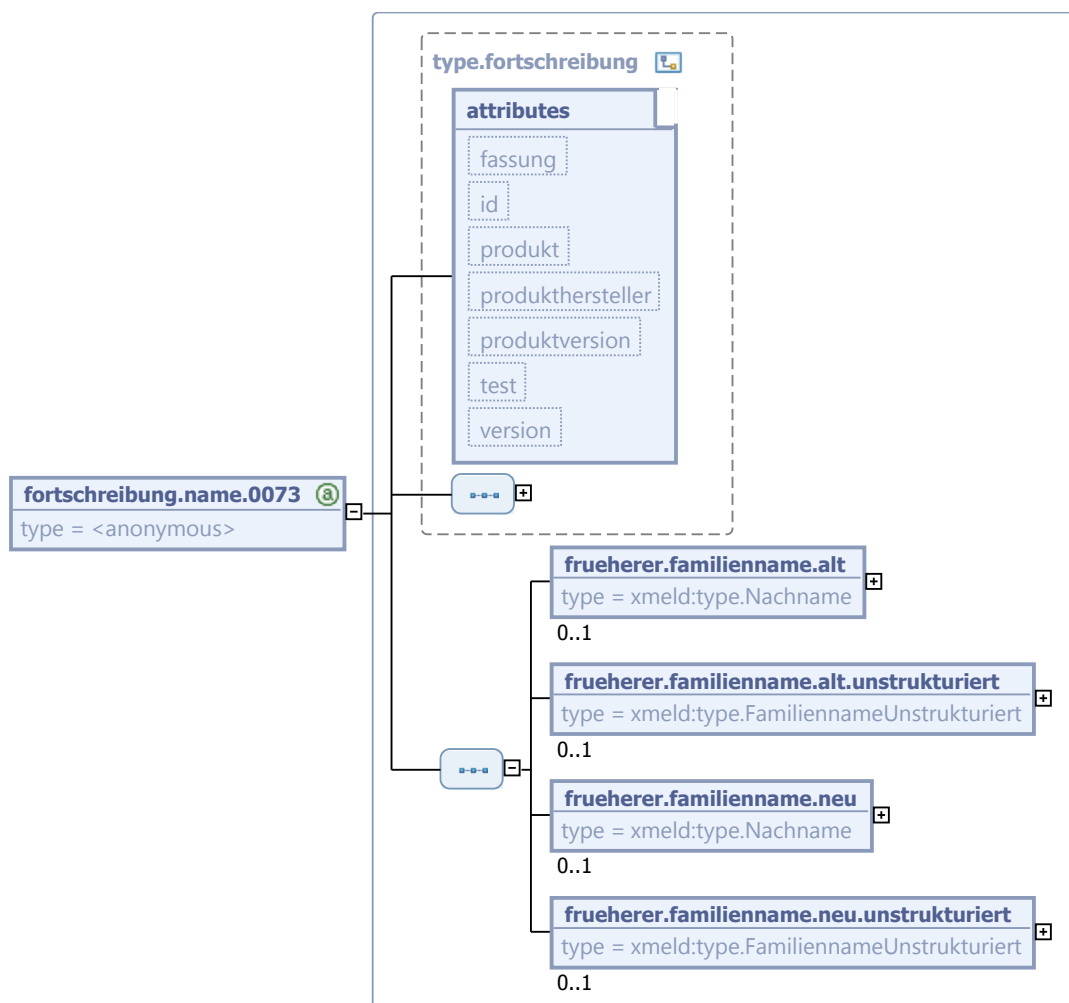 type.fortschreibung
attributes
fassung
id
produkt
produkthersteller
produktversion
test
version
fortschreibung.name.0073 a
type = <anonymous>
frueherer.familienname.alt
type = xmeld:type.Nachname
0..1
frueherer.familienname.alt.unstrukturiert
type = xmeld:type.FamiliennameUnstrukturiert
0..1
frueherer.familienname.neu
type = xmeld:type.Nachname
0..1
frueherer.familienname.neu.unstrukturiert
type = xmeld:type.FamiliennameUnstrukturiert
0..1